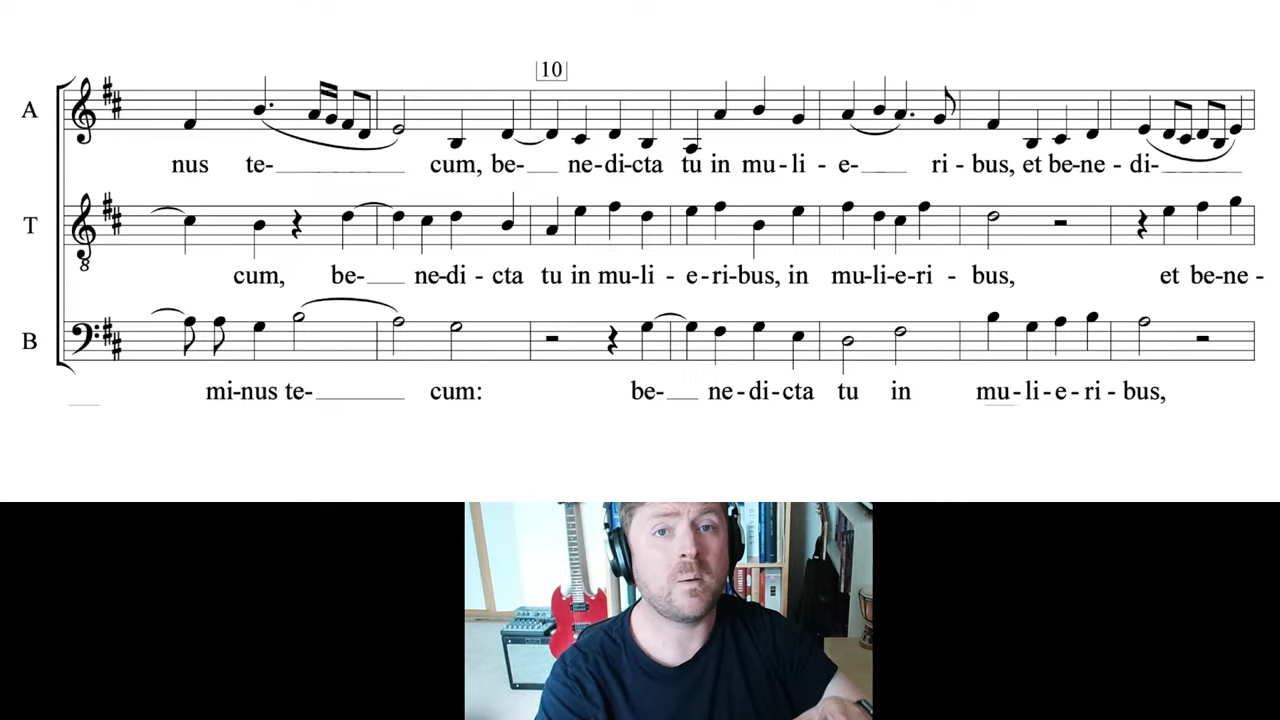 10
A
nus te- cum, be- ne-di-cta tu in mu-li-e- ri-bus, et be-ne-di-
T
8
cum, be- ne-di-cta tu in mu-li-e-ri-bus, in mu-li-e-ri-bus, et be-ne-
B
mi-nus te- cum: be- ne-di-cta tu in mu-li-e-ri-bus,